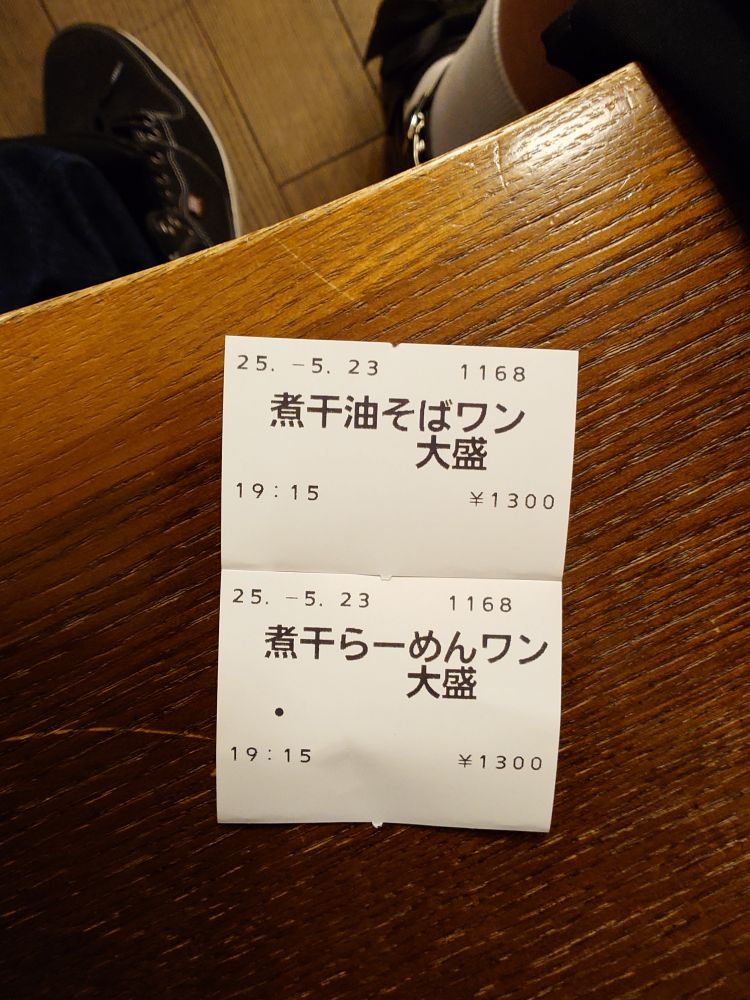 25. -5. 23 1168
煮干油そばワン
大盛
19:15 ¥1300
25. -5. 23 1168
煮干らーめんワン
大盛
19:15 ¥1300